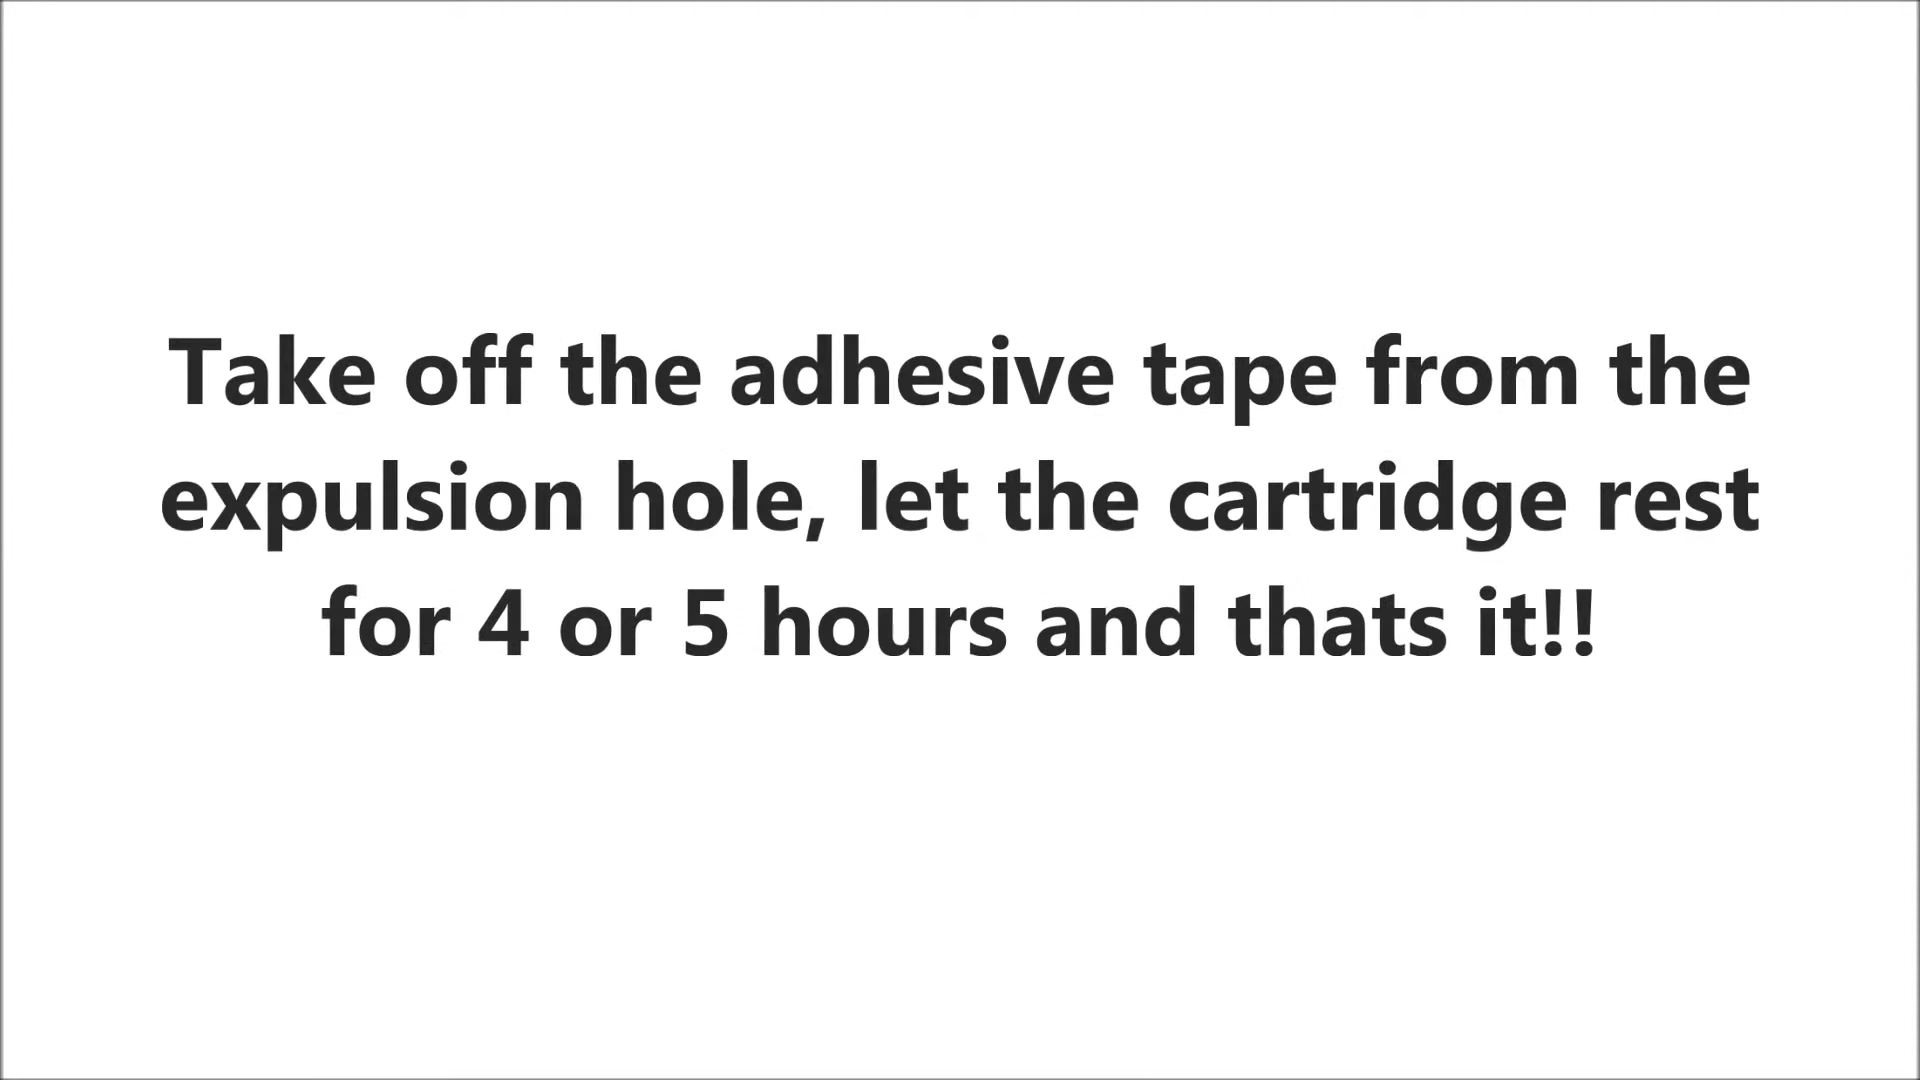 Take off the adhesive tape from the
expulsion hole, let the cartridge rest
for 4 or 5 hours and thats it!!